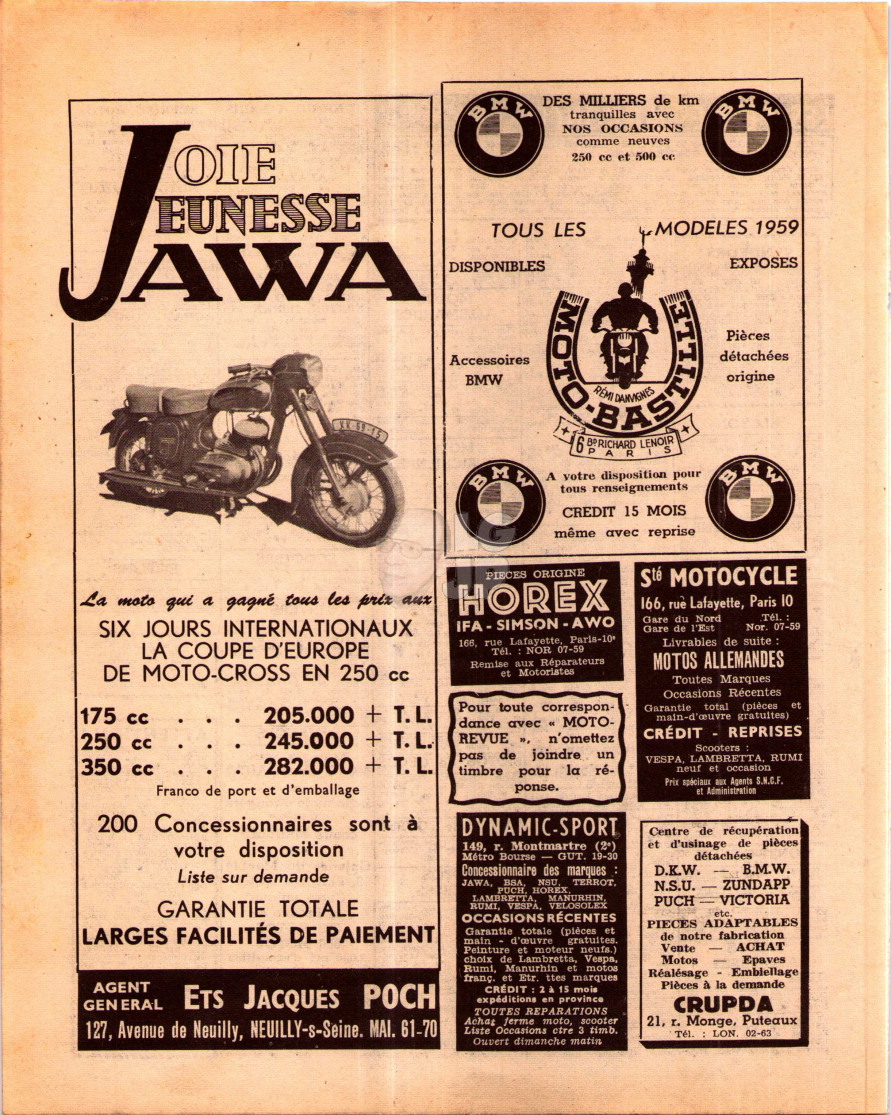 JOIE
JEUNESSE
JAWA
La moto qui a gagné tous les prix aux
SIX JOURS INTERNATIONAUX
LA COUPE D'EUROPE
DE MOTO-CROSS EN 250 cc
175 cc . . . 205.000 + T. L.
250 cc . . . 245.000 + T. L.
350 cc . . . 282.000 + T. L.
Franco de port et d'emballage
200 Concessionnaires sont à
votre disposition
Liste sur demande
GARANTIE TOTALE
LARGES FACILITÉS DE PAIEMENT
AGENT
GENERAL
ETS JACQUES POCH
127, Avenue de Neuilly, NEUILLY-s-Seine. MAI. 61-70
BMW
BMW
DES MILLIERS de km
tranquilles avec
NOS OCCASIONS
comme neuves
250 cc et 500 cc
TOUS LES MODELES 1959
DISPONIBLES
EXPOSES
Accessoires
BMW
MOTO-BASTILLE
RÉMI DANVIGNES
6 BD RICHARD LENOIR
PARIS
Pièces
détachées
origine
BMW
BMW
A votre disposition pour
tous renseignements
CREDIT 15 MOIS
même avec reprise
PIECES ORIGINE
HOREX
IFA - SIMSON - AWO
166, rue Lafayette, Paris-10e
Tél. : NOR 07-59
Remise aux Réparateurs
et Motoristes
Pour toute correspon-
dance avec « MOTO-
REVUE », n'omettez
pas de joindre un
timbre pour la ré-
ponse.
Sté MOTOCYCLE
166, rue Lafayette, Paris 10
Gare du Nord Tél. :
Gare de l'Est Nor. 07-59
Livrables de suite :
MOTOS ALLEMANDES
Toutes Marques
Occasions Récentes
Garantie total (pièces et
main-d'œuvre gratuites)
CRÉDIT - REPRISES
Scooters :
VESPA, LAMBRETTA, RUMI
neuf et occasion
Prix spéciaux aux Agents S.N.C.F.
et Administration
DYNAMIC-SPORT
149, r. Montmartre (2e)
Métro Bourse — GUT. 19-30
Concessionnaire des marques :
JAWA, BSA, NSU, TERROT,
PUCH, HOREX,
LAMBRETTA, MANURHIN,
RUMI, VESPA, VELOSOLEX
OCCASIONS RÉCENTES
Garantie totale (pièces et
main - d'œuvre gratuites.
Peinture et moteur neufs.)
choix de Lambretta, Vespa,
Rumi, Manurhin et motos
franç. et Etr. ttes marques
CRÉDIT : 2 à 15 mois
expéditions en province
TOUTES REPARATIONS
Achat ferme moto, scooter
Liste Occasions ctre 3 timb.
Ouvert dimanche matin
Centre de récupération
et d'usinage de pièces
détachées
D.K.W. — B.M.W.
N.S.U. — ZUNDAPP
PUCH — VICTORIA
etc.
PIECES ADAPTABLES
de notre fabrication
Vente — ACHAT
Motos — Epaves
Réalésage - Embiellage
Pièces à la demande
CRUPDA
21, r. Monge, Puteaux
Tél. : LON. 02-63